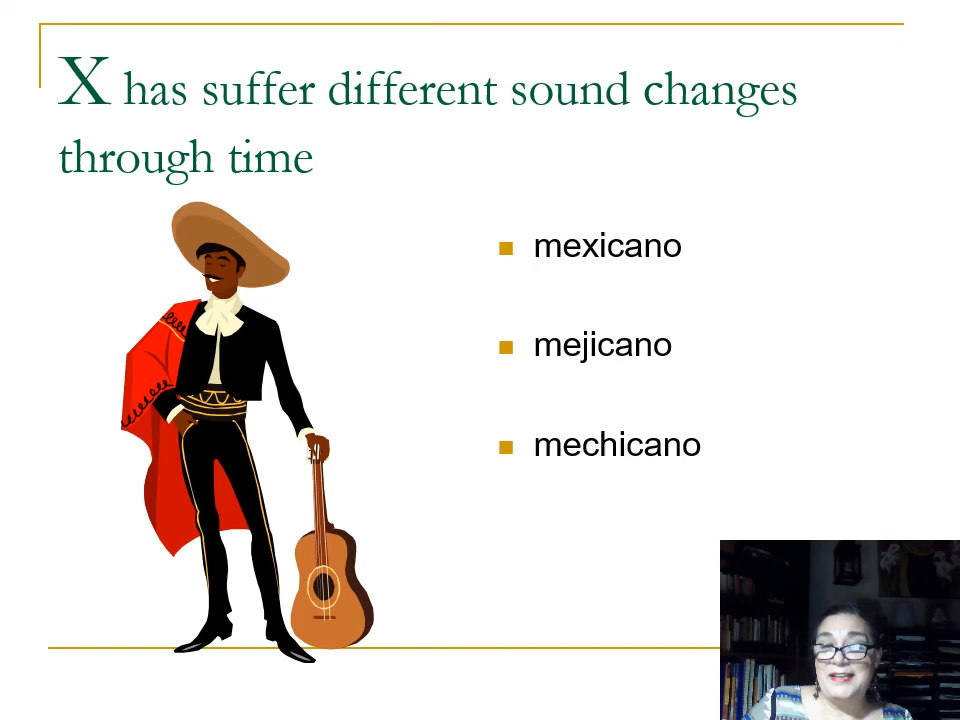 X has suffer different sound changes
through time
mexicano
mejicano
mechicano